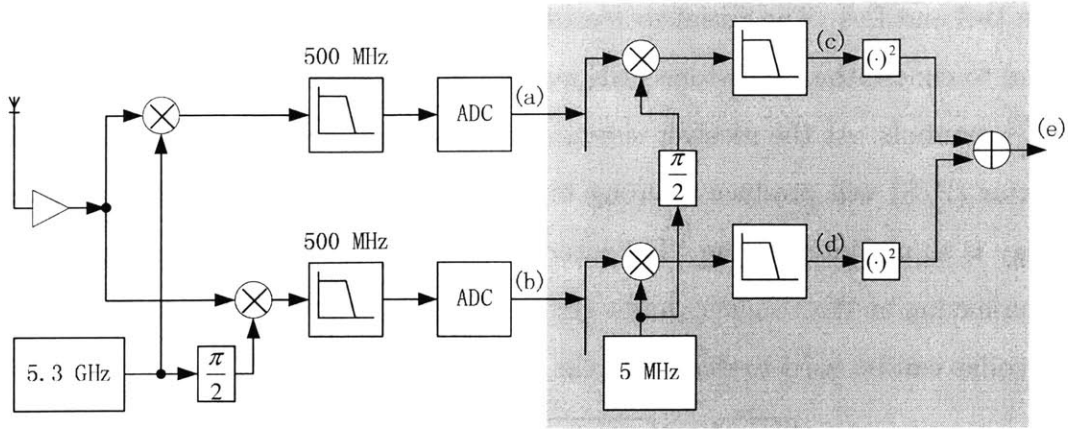 500 MHz
ADC
(a)
(c)
(·)²
(e)
π/2
500 MHz
ADC
(b)
(d)
(·)²
5.3 GHz
π/2
5 MHz